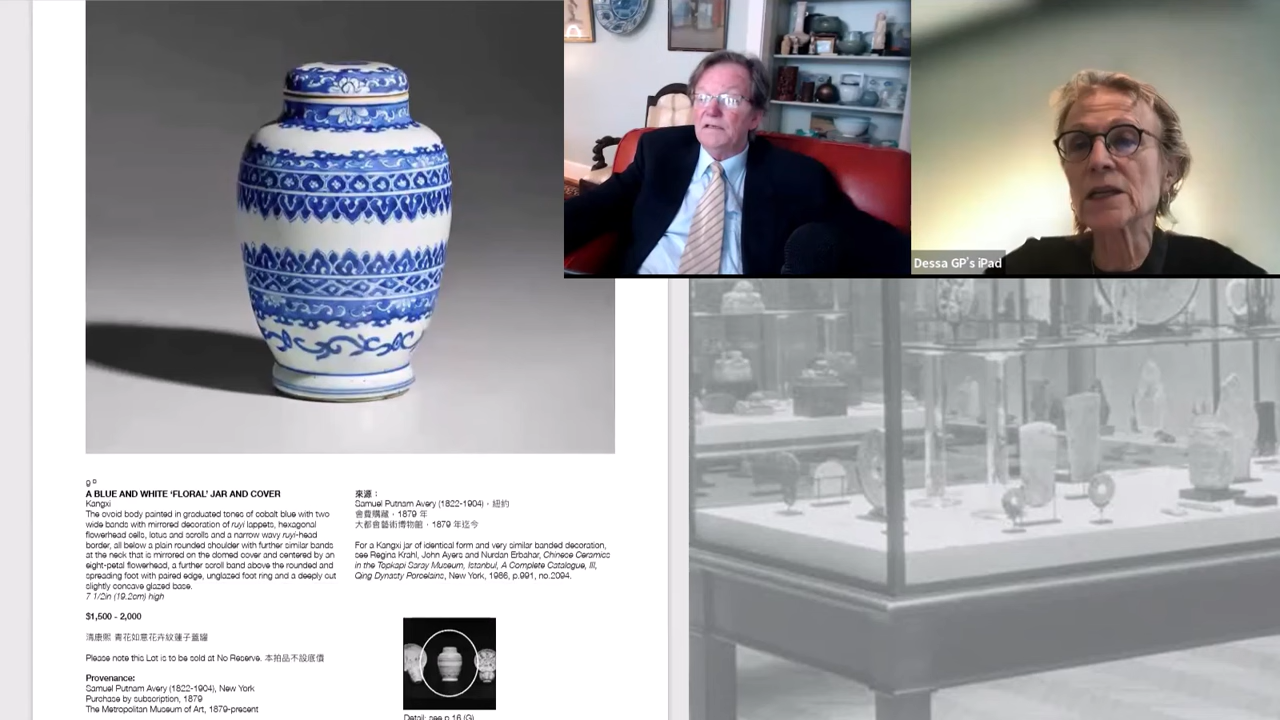 Dessa GP's iPad
9 ¤
A BLUE AND WHITE 'FLORAL' JAR AND COVER
Kangxi
The ovoid body painted in graduated tones of cobalt blue with two
wide bands with mirrored decoration of ruyi lappets, hexagonal
flowerhead cells, lotus and scrolls and a narrow wavy ruyi-head
border, all below a plain rounded shoulder with further similar bands
at the neck that is mirrored on the domed cover and centered by an
eight-petal flowerhead, a further scroll band above the rounded and
spreading foot with paired edge, unglazed foot ring and a deeply cut
slightly concave glazed base.
7 1/2in (19.2cm) high
$1,500 - 2,000
清康熙 青花如意花卉紋蓮子蓋罐
Please note this Lot is to be sold at No Reserve. 本拍品不設底價
Provenance:
Samuel Putnam Avery (1822-1904), New York
Purchase by subscription, 1879
The Metropolitan Museum of Art, 1879-present
來源：
Samuel Putnam Avery (1822-1904)，紐約
會費購藏，1879 年
大都會藝術博物館，1879 年迄今
For a Kangxi jar of identical form and very similar banded decoration,
see Regina Krahl, John Ayers and Nurdan Erbahar, Chinese Ceramics
in the Topkapi Saray Museum, Istanbul, A Complete Catalogue, III,
Qing Dynasty Porcelains, New York, 1986, p.991, no.2094.
Detail: see p.16 (G)